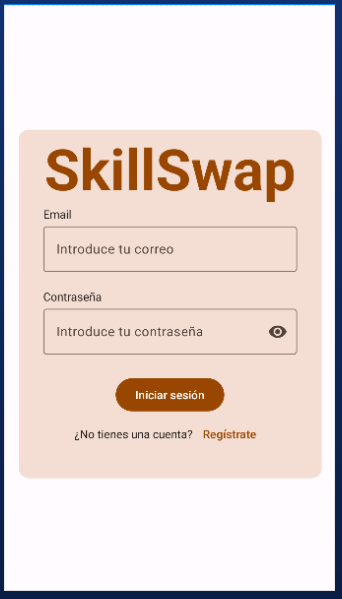 SkillSwap
Email
Introduce tu correo
Contraseña
Introduce tu contraseña
Iniciar sesión
¿No tienes una cuenta? Regístrate